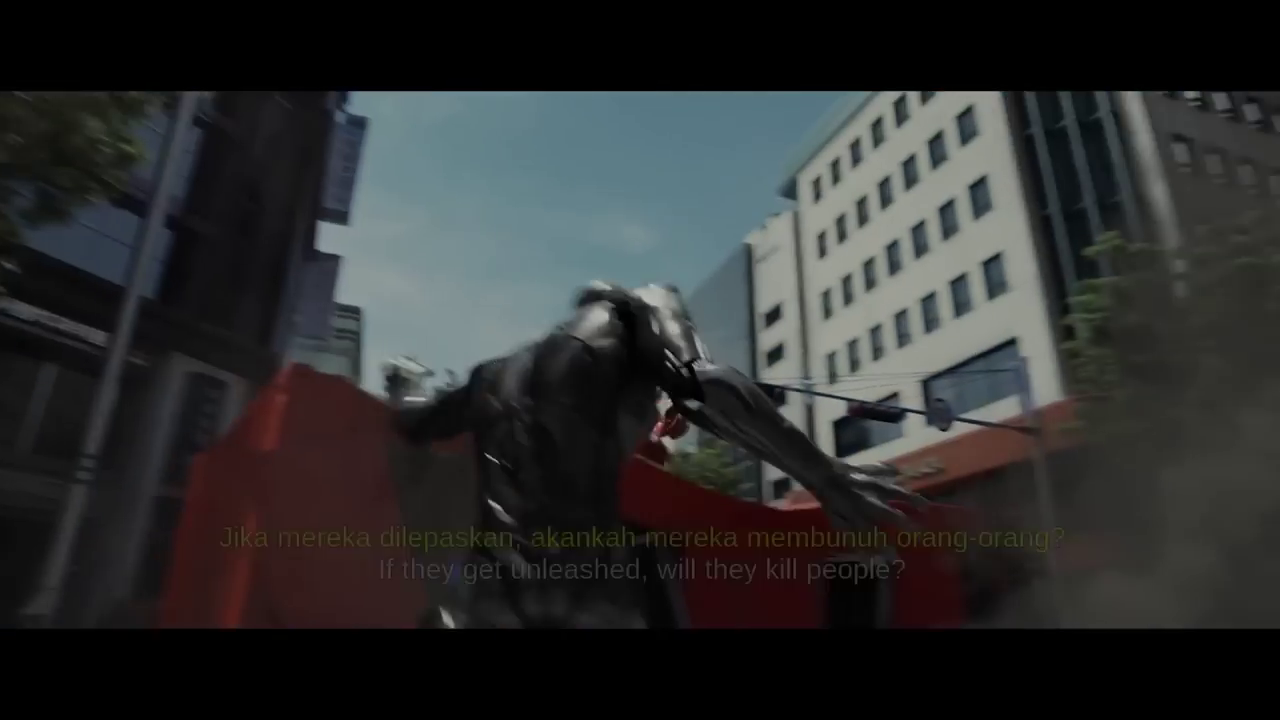 Jika mereka dilepaskan, akankah mereka membunuh orang-orang?
If they get unleashed, will they kill people?